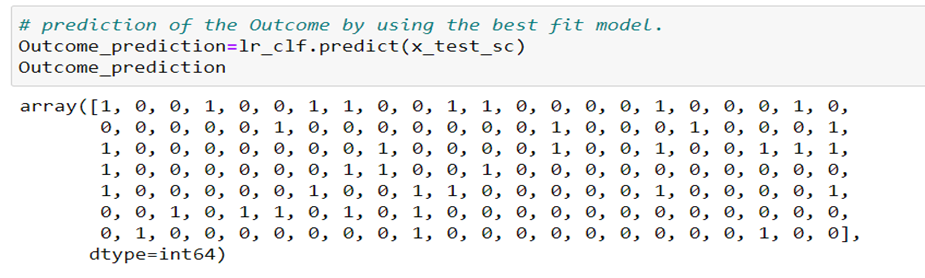 # prediction of the Outcome by using the best fit model.
Outcome_prediction=lr_clf.predict(x_test_sc)
Outcome_prediction
array([1, 0, 0, 1, 0, 0, 1, 1, 0, 0, 1, 1, 0, 0, 0, 0, 1, 0, 0, 0, 1, 0,
0, 0, 0, 0, 0, 1, 0, 0, 0, 0, 0, 0, 0, 1, 0, 0, 0, 1, 0, 0, 0, 1,
1, 0, 0, 0, 0, 0, 0, 0, 1, 0, 0, 0, 0, 1, 0, 0, 1, 0, 0, 1, 1, 1,
1, 0, 0, 0, 0, 0, 0, 1, 1, 0, 0, 1, 0, 0, 0, 0, 0, 0, 0, 0, 0, 0,
1, 0, 0, 0, 0, 0, 1, 0, 0, 1, 1, 0, 0, 0, 0, 0, 1, 0, 0, 0, 0, 1,
0, 0, 1, 0, 1, 1, 0, 1, 0, 1, 0, 0, 0, 0, 0, 0, 0, 0, 0, 0, 0, 0,
0, 1, 0, 0, 0, 0, 0, 0, 0, 1, 0, 0, 0, 0, 0, 0, 0, 0, 0, 1, 0, 0],
dtype=int64)